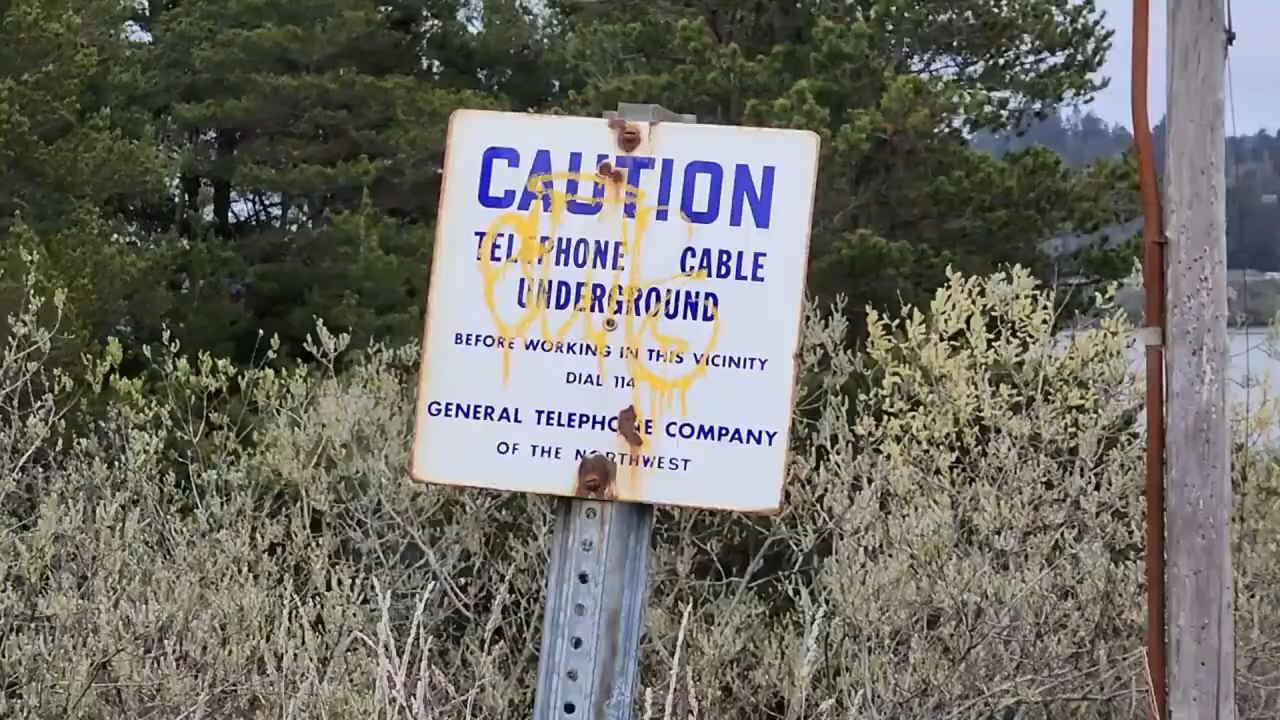 CAUTION
TELEPHONE CABLE
UNDERGROUND
BEFORE WORKING IN THIS VICINITY
DIAL 114
GENERAL TELEPHONE COMPANY
OF THE NORTHWEST